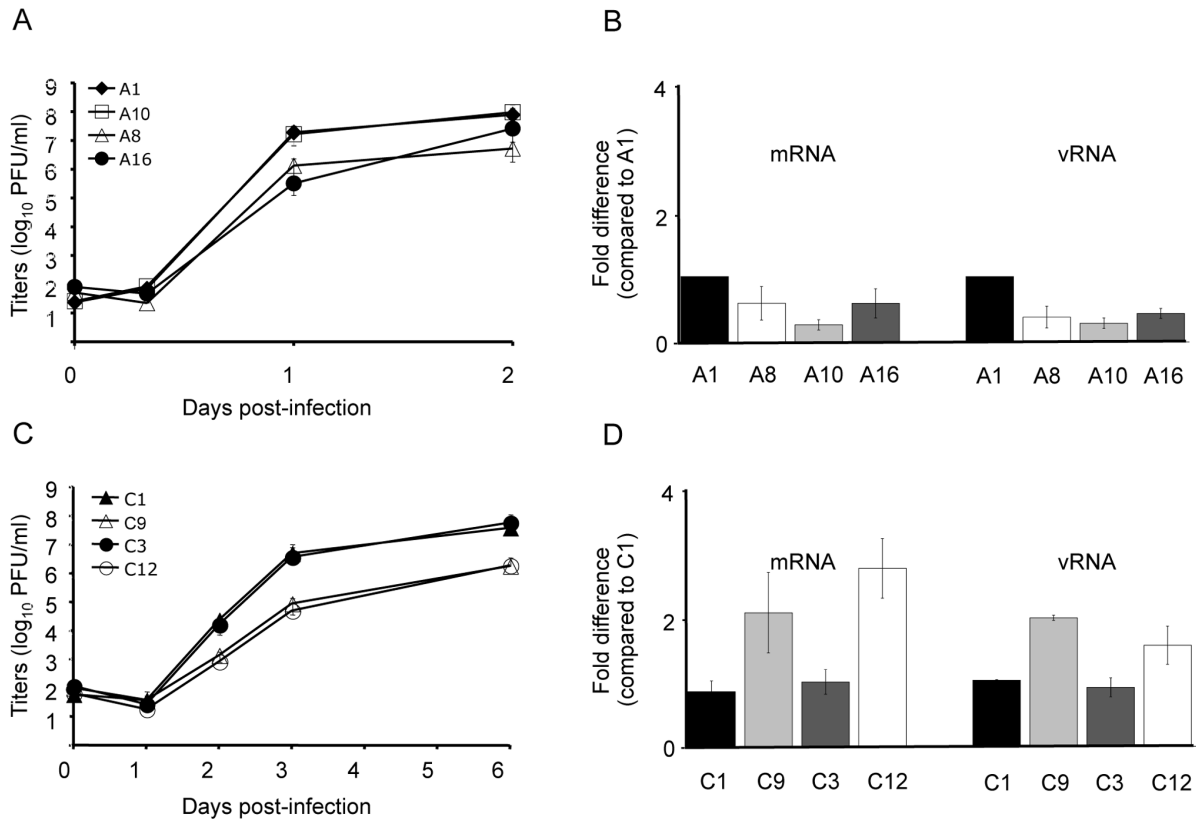 A
9
8
7
6
5
4
3
2
1
Titers (log10 PFU/ml)
A1
A10
A8
A16
0 1 2
Days post-infection
B
4
2
0
Fold difference
(compared to A1)
mRNA vRNA
A1 A8 A10 A16 A1 A8 A10 A16
C
9
8
7
6
5
4
3
2
1
Titers (log10 PFU/ml)
C1
C9
C3
C12
0 1 2 3 4 5 6
Days post-infection
D
4
2
0
Fold difference
(compared to C1)
mRNA vRNA
C1 C9 C3 C12 C1 C9 C3 C12